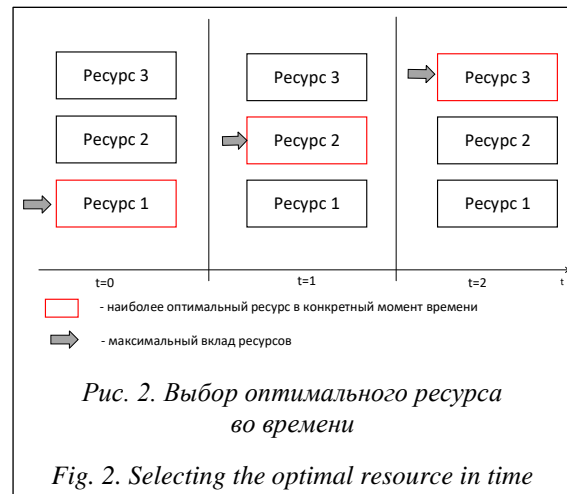 Ресурс 3
Ресурс 3
Ресурс 3
Ресурс 2
Ресурс 2
Ресурс 2
Ресурс 1
Ресурс 1
Ресурс 1
t=0
t=1
t=2
t
- наиболее оптимальный ресурс в конкретный момент времени
- максимальный вклад ресурсов
Рис. 2. Выбор оптимального ресурса
во времени
Fig. 2. Selecting the optimal resource in time